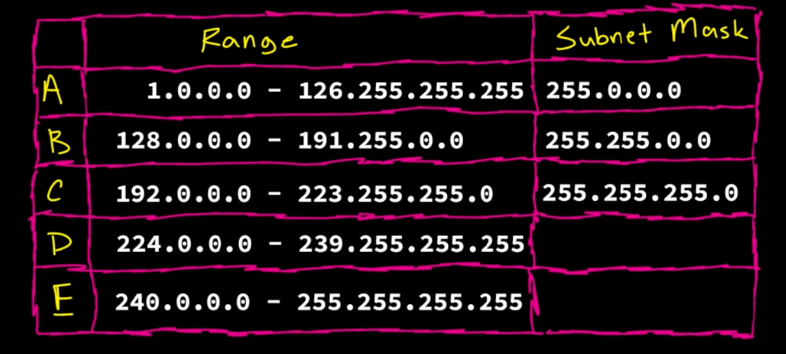 Range Subnet Mask
A 1.0.0.0 - 126.255.255.255 255.0.0.0
B 128.0.0.0 - 191.255.0.0 255.255.0.0
C 192.0.0.0 - 223.255.255.0 255.255.255.0
D 224.0.0.0 - 239.255.255.255
E 240.0.0.0 - 255.255.255.255